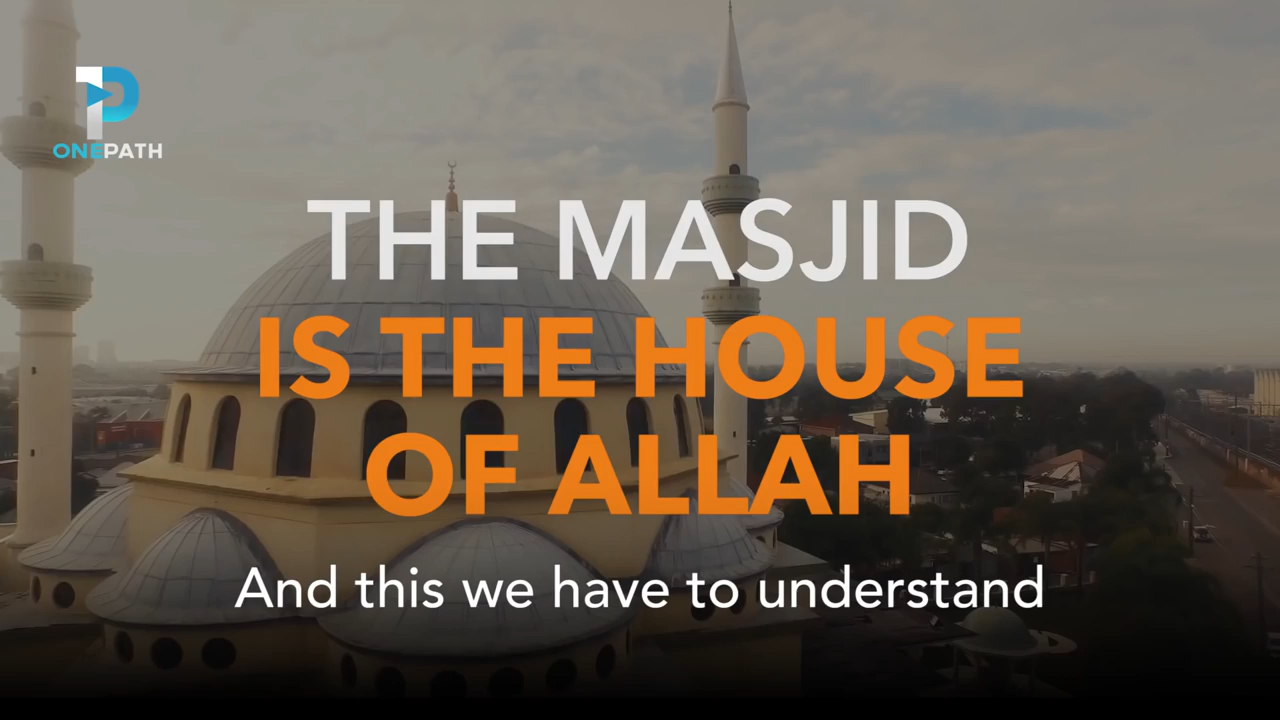 ONEPATH
THE MASJID
IS THE HOUSE
OF ALLAH
And this we have to understand